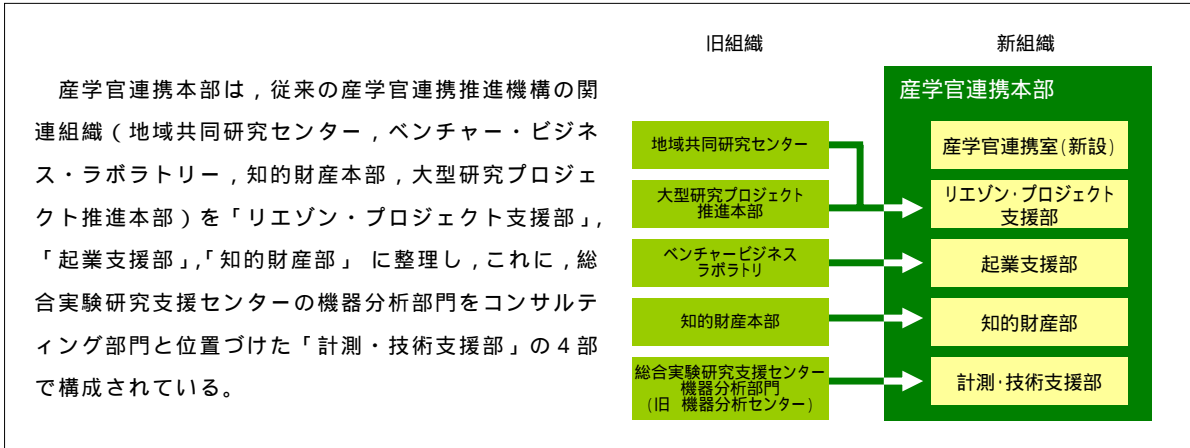 産学官連携本部は，従来の産学官連携推進機構の関
連組織（地域共同研究センター，ベンチャー・ビジネ
ス・ラボラトリー，知的財産本部，大型研究プロジェ
クト推進本部）を「リエゾン・プロジェクト支援部」，
「起業支援部」，「知的財産部」 に整理し，これに，総
合実験研究支援センターの機器分析部門をコンサルテ
ィング部門と位置づけた「計測・技術支援部」の４部
で構成されている。
旧組織
地域共同研究センター
大型研究プロジェクト
推進本部
ベンチャービジネス
ラボラトリ
知的財産本部
総合実験研究支援センター
機器分析部門
(旧 機器分析センター)
新組織
産学官連携本部
産学官連携室(新設)
リエゾン・プロジェクト
支援部
起業支援部
知的財産部
計測・技術支援部